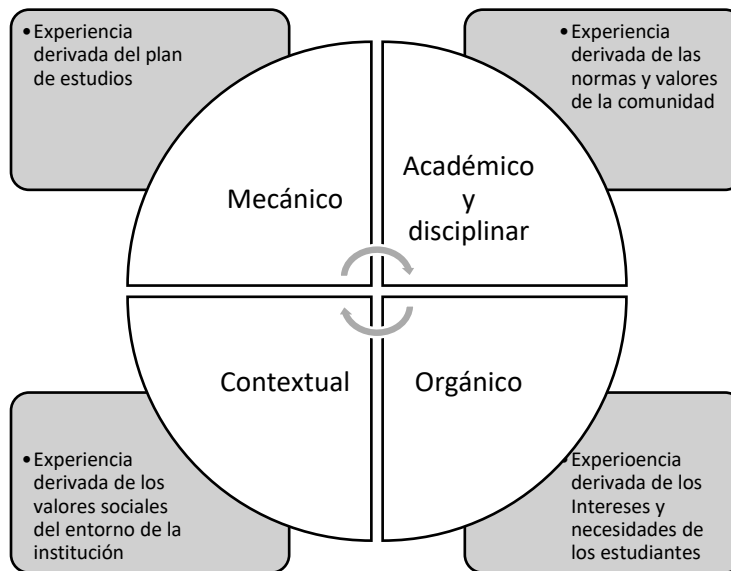 •Experiencia
derivada del plan
de estudios
•Experiencia
derivada de las
normas y valores
de la comunidad
Mecánico
Académico
y
disciplinar
Contextual
Orgánico
•Experiencia
derivada de los
valores sociales
del entorno de la
institución
•Experioencia
derivada de los
Intereses y
necesidades de
los estudiantes